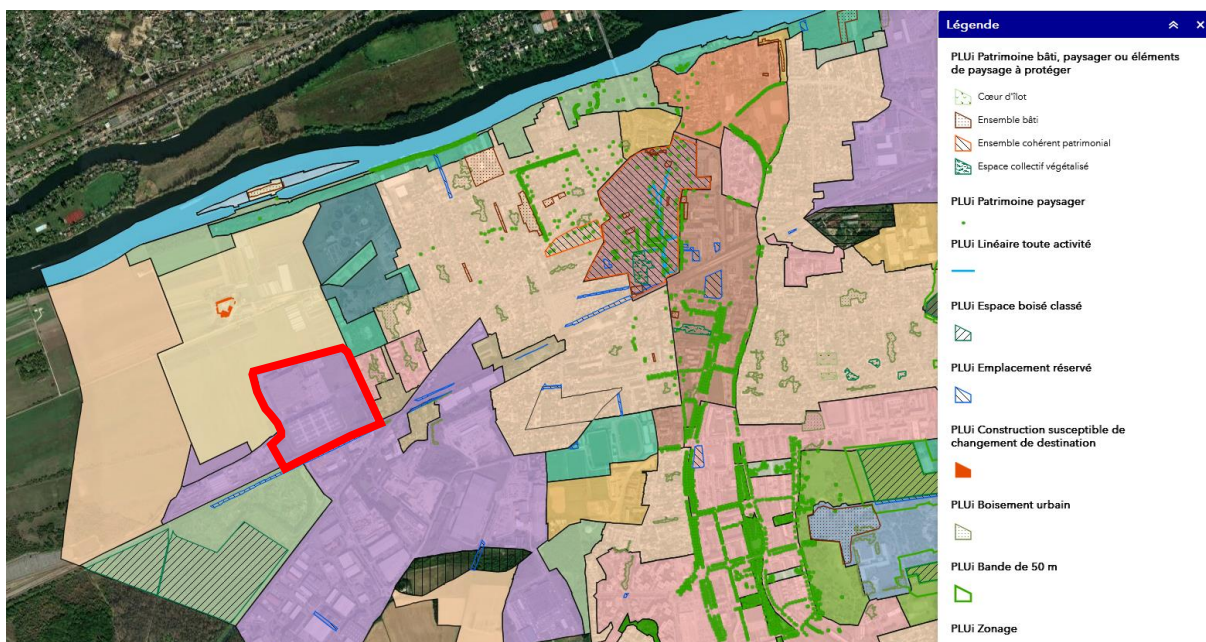 Légende
PLUi Patrimoine bâti, paysager ou éléments
de paysage à protéger
Cœur d'îlot
Ensemble bâti
Ensemble cohérent patrimonial
Espace collectif végétalisé
PLUi Patrimoine paysager
PLUi Linéaire toute activité
PLUi Espace boisé classé
PLUi Emplacement réservé
PLUi Construction susceptible de
changement de destination
PLUi Boisement urbain
PLUi Bande de 50 m
PLUi Zonage